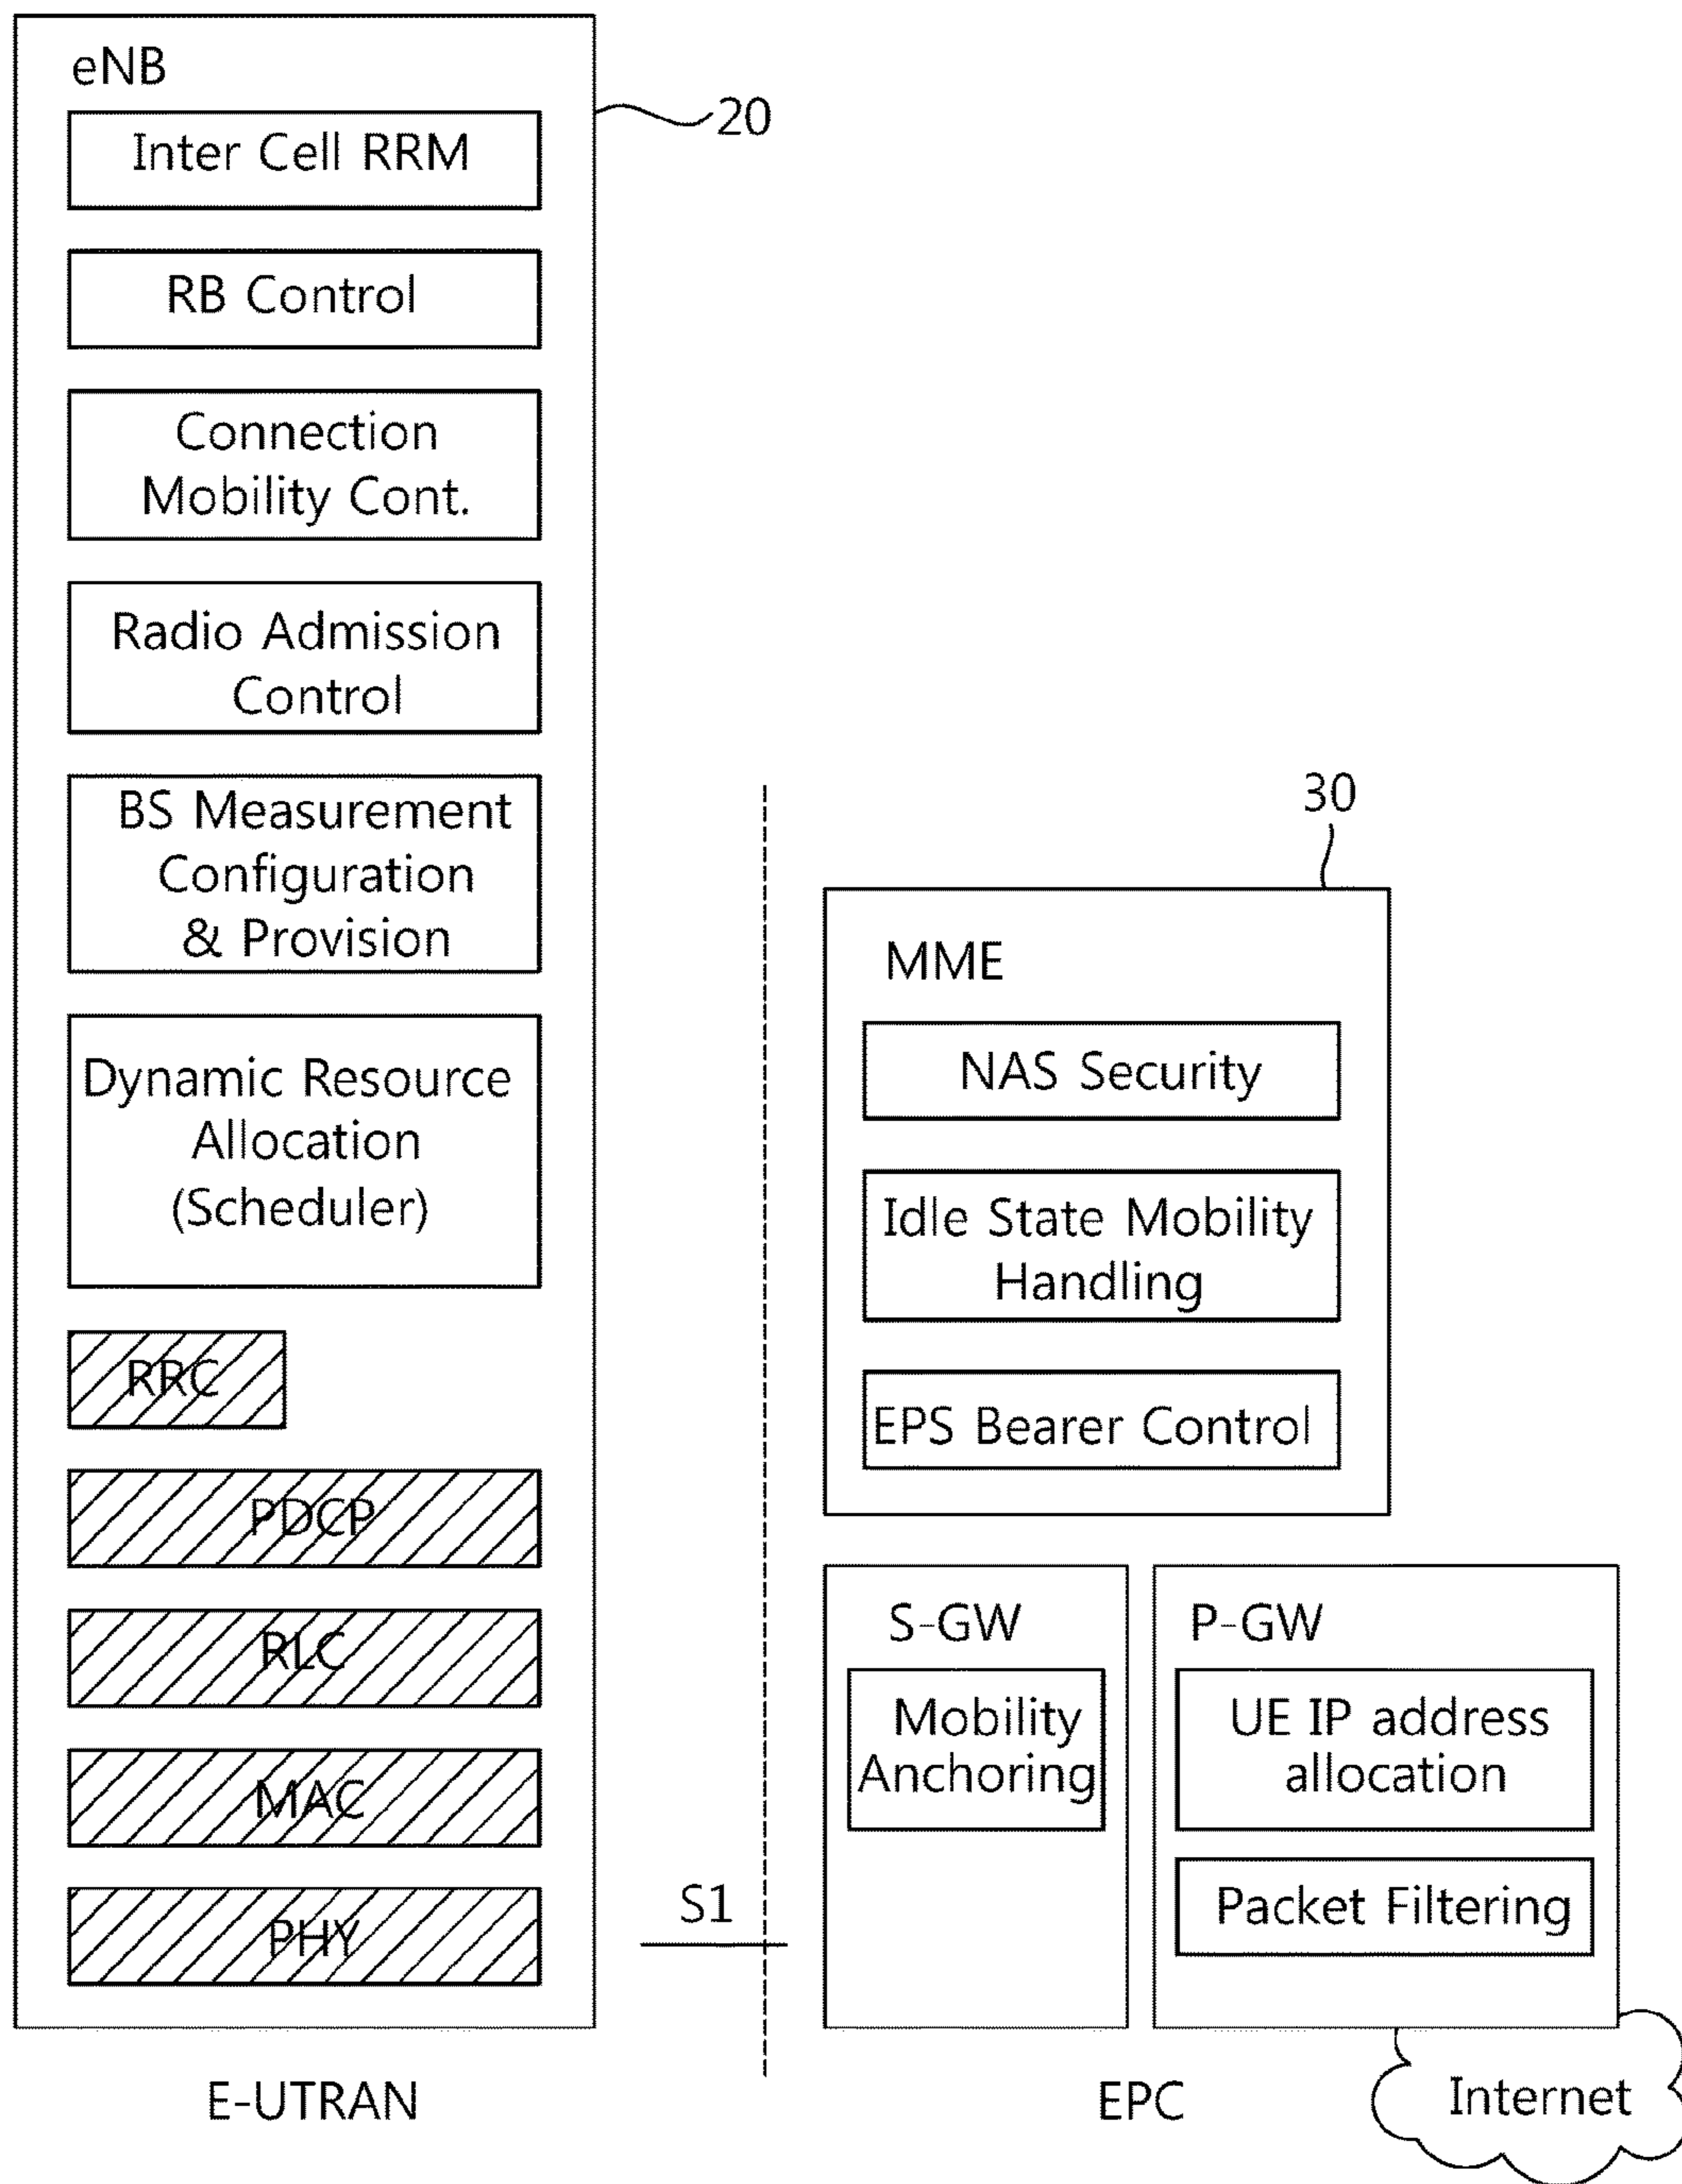 eNB
20
Inter Cell RRM
RB Control
Connection
Mobility Cont.
Radio Admission
Control
BS Measurement
Configuration
& Provision
Dynamic Resource
Allocation
(Scheduler)
RRC
PDCP
RLC
MAC
PHY
E-UTRAN
S1
30
MME
NAS Security
Idle State Mobility
Handling
EPS Bearer Control
S-GW
Mobility
Anchoring
P-GW
UE IP address
allocation
Packet Filtering
EPC
Internet